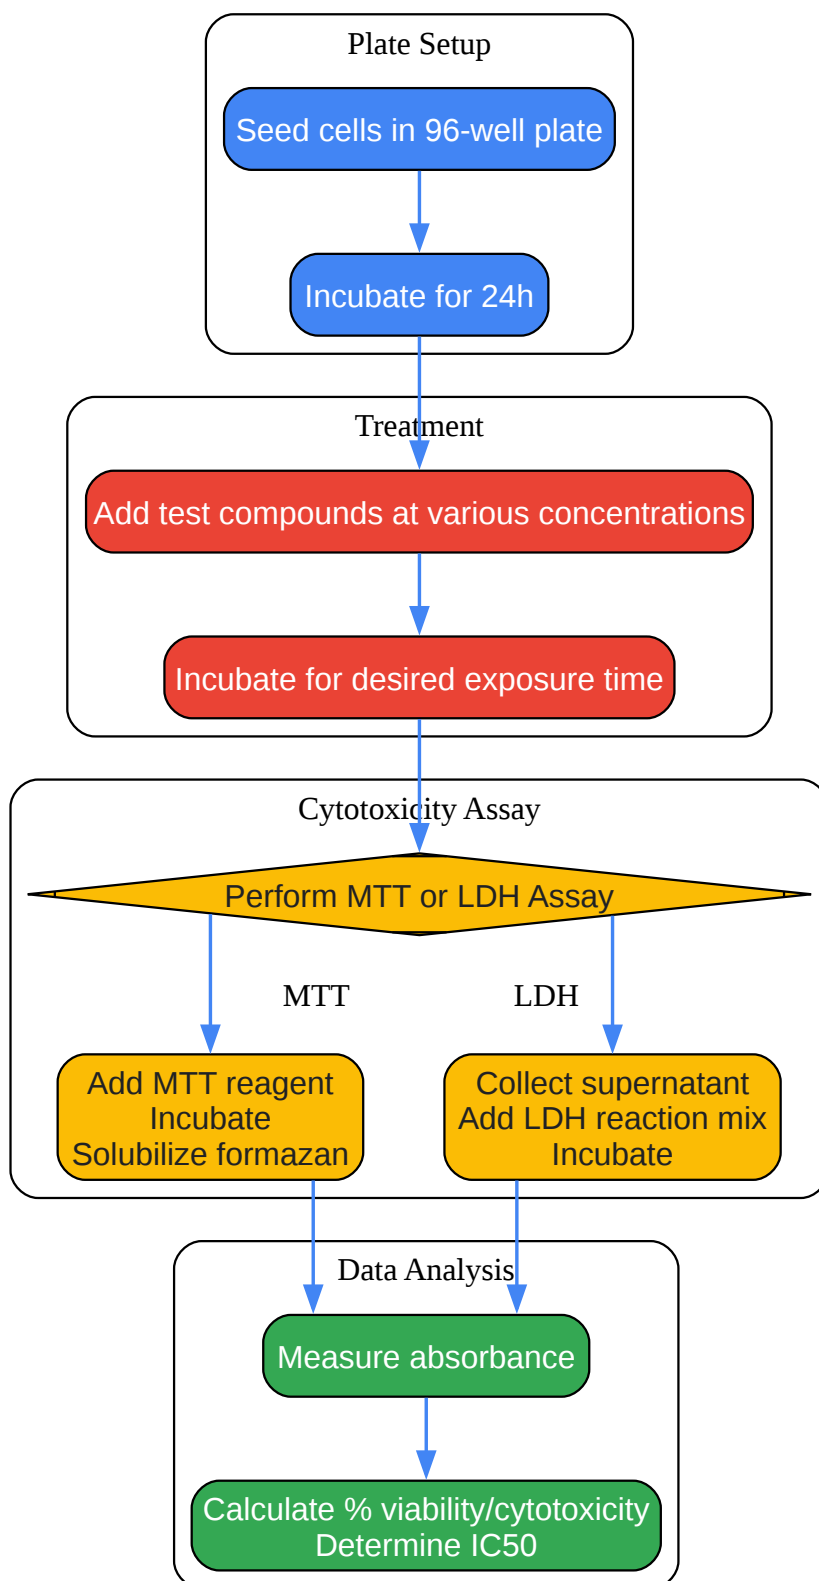 Plate Setup
Seed cells in 96-well plate
Incubate for 24h
Treatment
Add test compounds at various concentrations
Incubate for desired exposure time
Cytotoxicity Assay
Perform MTT or LDH Assay
MTT
LDH
Add MTT reagent
Incubate
Solubilize formazan
Collect supernatant
Add LDH reaction mix
Incubate
Data Analysis
Measure absorbance
Calculate % viability/cytotoxicity
Determine IC50